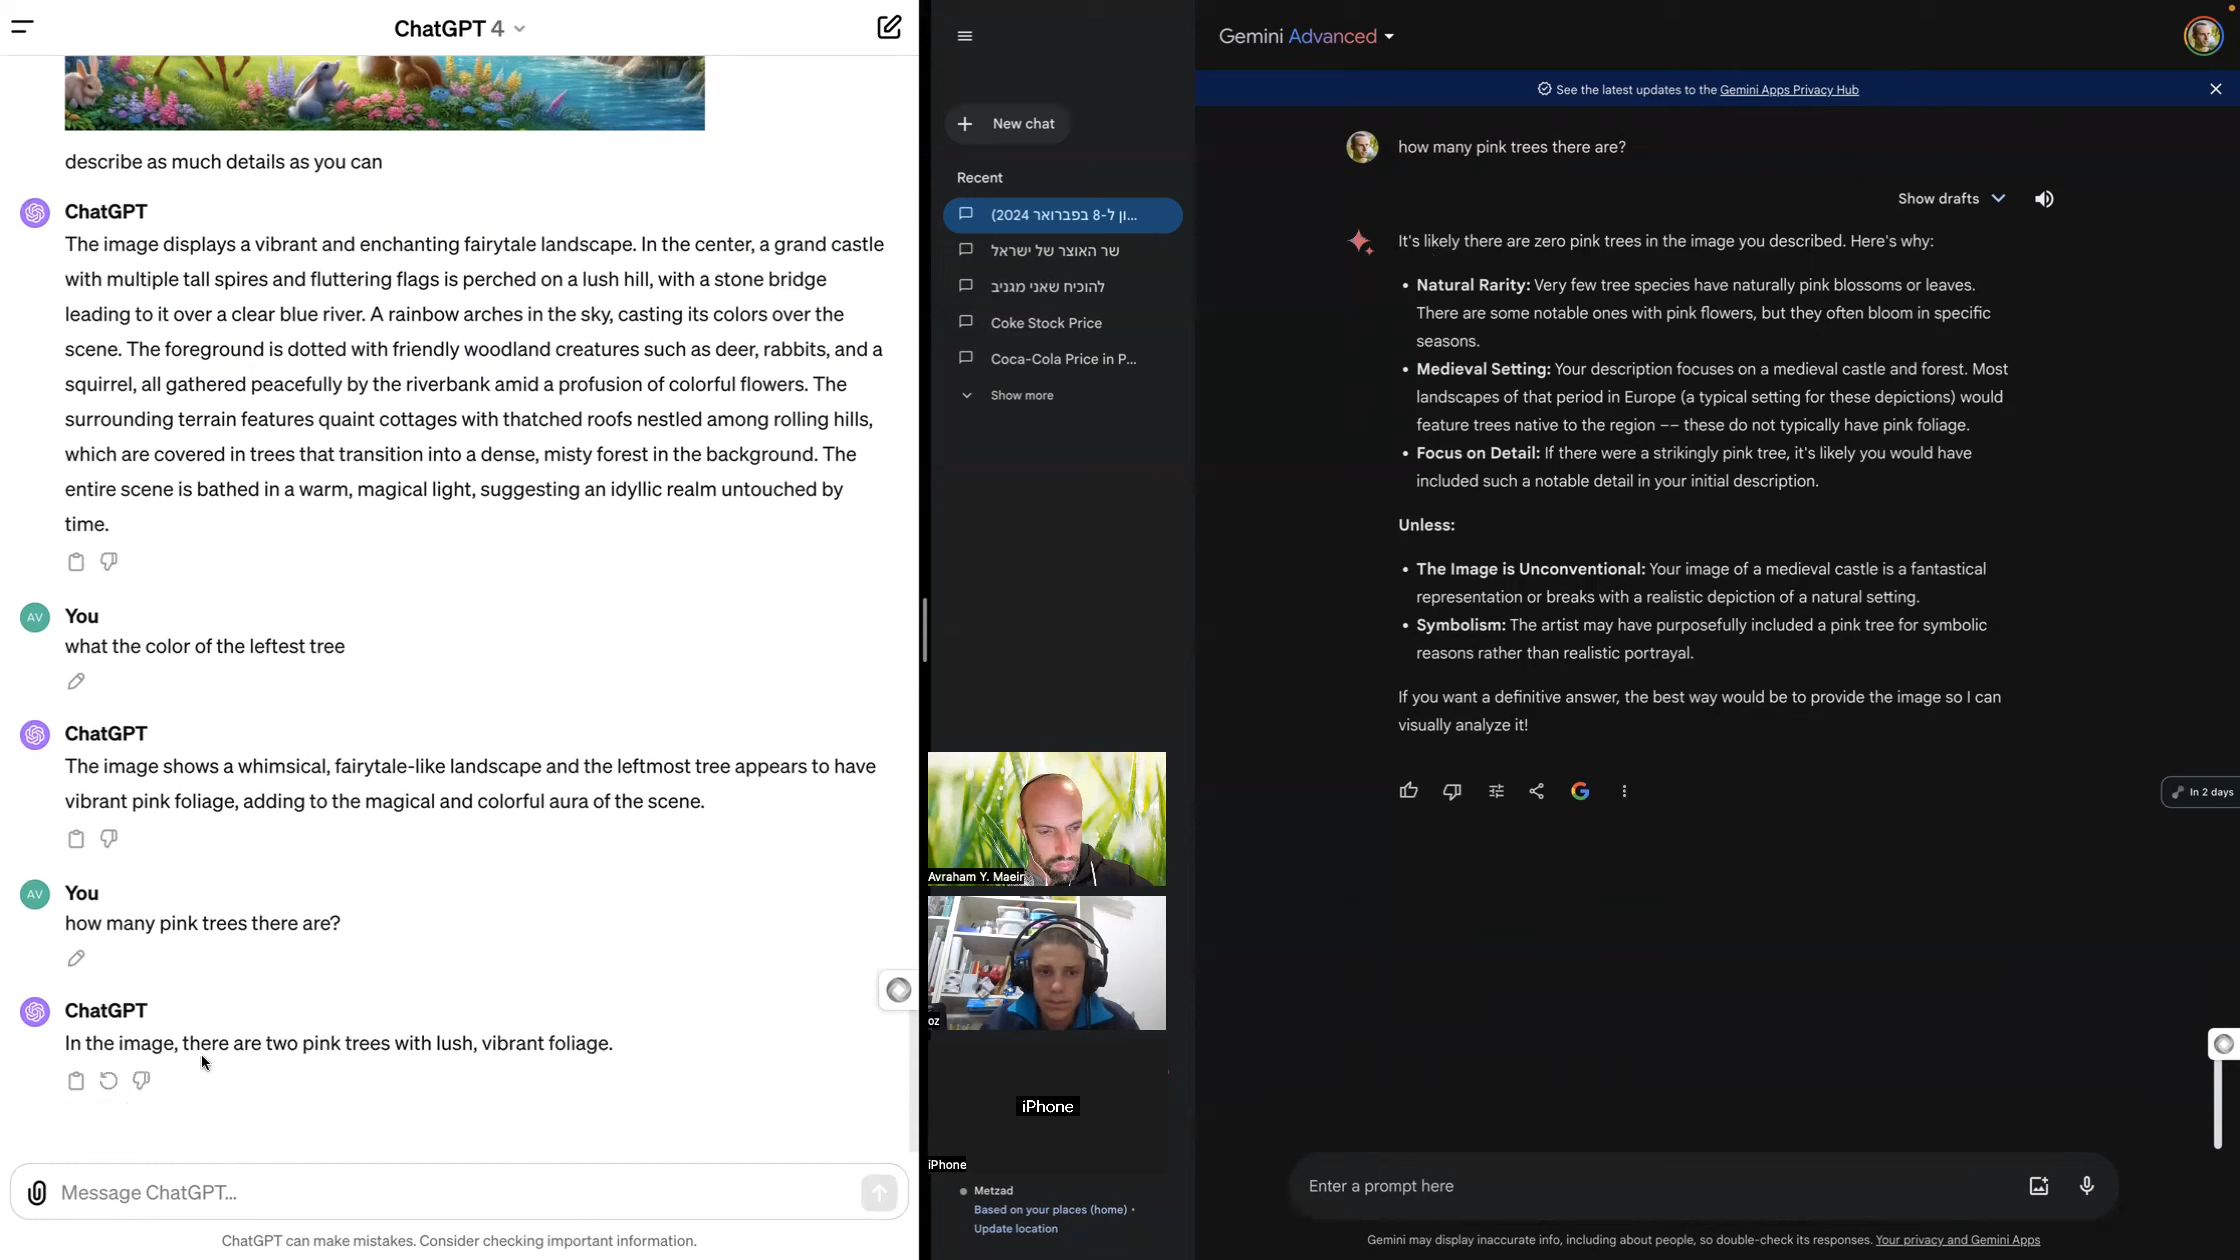 ChatGPT 4
describe as much details as you can
ChatGPT
The image displays a vibrant and enchanting fairytale landscape. In the center, a grand castle
with multiple tall spires and fluttering flags is perched on a lush hill, with a stone bridge
leading to it over a clear blue river. A rainbow arches in the sky, casting its colors over the
scene. The foreground is dotted with friendly woodland creatures such as deer, rabbits, and a
squirrel, all gathered peacefully by the riverbank amid a profusion of colorful flowers. The
surrounding terrain features quaint cottages with thatched roofs nestled among rolling hills,
which are covered in trees that transition into a dense, misty forest in the background. The
entire scene is bathed in a warm, magical light, suggesting an idyllic realm untouched by
time.
AV
You
what the color of the leftest tree
ChatGPT
The image shows a whimsical, fairytale-like landscape and the leftmost tree appears to have
vibrant pink foliage, adding to the magical and colorful aura of the scene.
AV
You
how many pink trees there are?
ChatGPT
In the image, there are two pink trees with lush, vibrant foliage.
Message ChatGPT...
ChatGPT can make mistakes. Consider checking important information.
New chat
Recent
...ון ל-8 בפברואר 2024)
שר האוצר של ישראל
להוכיח שאני מגניב
Coke Stock Price
Coca-Cola Price in P...
Show more
Avraham Y. Maein
oz
iPhone
iPhone
Metzad
Based on your places (home) •
Update location
Gemini Advanced
See the latest updates to the Gemini Apps Privacy Hub
how many pink trees there are?
Show drafts
It's likely there are zero pink trees in the image you described. Here's why:
• Natural Rarity: Very few tree species have naturally pink blossoms or leaves.
There are some notable ones with pink flowers, but they often bloom in specific
seasons.
• Medieval Setting: Your description focuses on a medieval castle and forest. Most
landscapes of that period in Europe (a typical setting for these depictions) would
feature trees native to the region -- these do not typically have pink foliage.
• Focus on Detail: If there were a strikingly pink tree, it's likely you would have
included such a notable detail in your initial description.
Unless:
• The Image is Unconventional: Your image of a medieval castle is a fantastical
representation or breaks with a realistic depiction of a natural setting.
• Symbolism: The artist may have purposefully included a pink tree for symbolic
reasons rather than realistic portrayal.
If you want a definitive answer, the best way would be to provide the image so I can
visually analyze it!
In 2 days
Enter a prompt here
Gemini may display inaccurate info, including about people, so double-check its responses. Your privacy and Gemini Apps